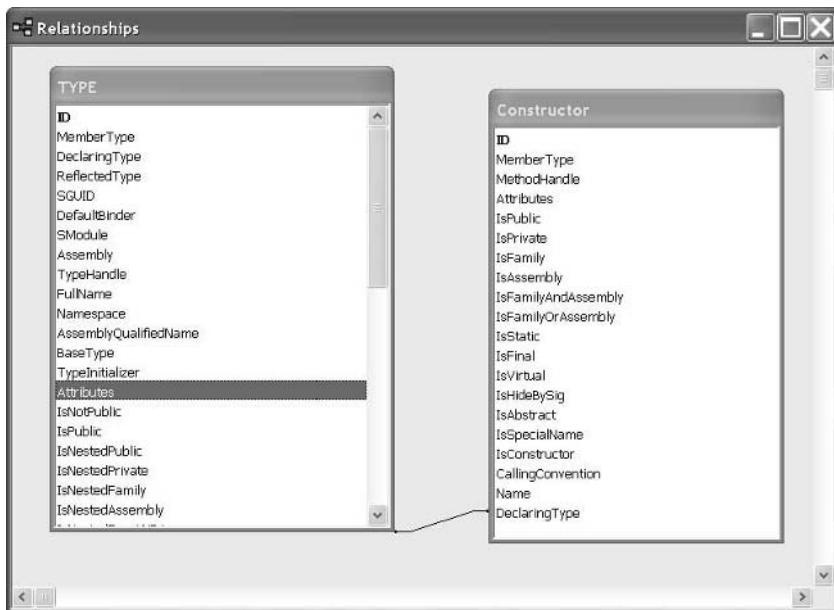 Relationships
TYPE
ID
MemberType
DeclaringType
ReflectedType
SGUID
DefaultBinder
SModule
Assembly
TypeHandle
FullName
Namespace
AssemblyQualifiedName
BaseType
TypeInitializer
Attributes
IsNotPublic
IsPublic
IsNestedPublic
IsNestedPrivate
IsNestedFamily
IsNestedAssembly
Constructor
ID
MemberType
MethodHandle
Attributes
IsPublic
IsPrivate
IsFamily
IsAssembly
IsFamilyAndAssembly
IsFamilyOrAssembly
IsStatic
IsFinal
IsVirtual
IsHideBySig
IsAbstract
IsSpecialName
IsConstructor
CallingConvention
Name
DeclaringType